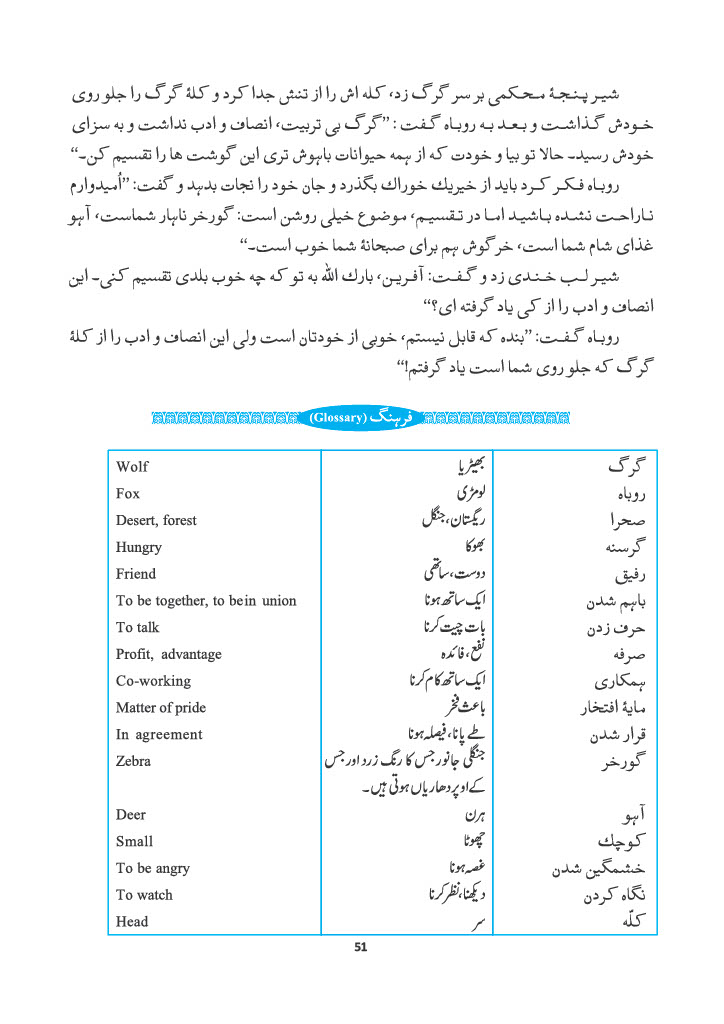 شیر پنجۀ محکمی بر سر گرگ زد، کله اش را از تنش جدا کرد و کلۀ گرگ را جلو روی
خودش گذاشت و بعد به روباه گفت : ”گرگ بی تربیت، انصاف و ادب نداشت و به سزای
خودش رسید۔ حالا تو بیا و خودت که از همه حیوانات باہوش تری این گوشت ها را تقسیم کن۔“
روباه فکر کرد باید از خیریك خوراك بگذرد و جان خود را نجات بدہد و گفت: ”اُمیدوارم
ناراحت نشده باشید اما در تقسیم، موضوع خیلی روشن است: گورخر ناہار شماست، آہو
غذای شام شما است، خرگوش ہم برای صبحانۀ شما خوب است۔“
شیر لب خندی زد و گفت: آفرین، بارك الله به تو که چه خوب بلدی تقسیم کنی۔ این
انصاف و ادب را از کی یاد گرفته ای؟“
روباه گفت: ”بنده که قابل نیستم، خوبی از خودتان است ولی این انصاف و ادب را از کلۀ
گرگ که جلو روی شما است یاد گرفتم!“
فرہنگ (Glossary)
گرگ بھیڑیا Wolf
روباه لومڑی Fox
صحرا ریگستان، جنگل Desert, forest
گرسنه بھوکا Hungry
رفیق دوست، ساتھی Friend
باہم شدن ایک ساتھ ہونا To be together, to be in union
حرف زدن بات چیت کرنا To talk
صرفه نفع، فائدہ Profit, advantage
ہمکاری ایک ساتھ کام کرنا Co-working
مایۀ افتخار باعث فخر Matter of pride
قرار شدن طے پانا، فیصلہ ہونا In agreement
گورخر جنگلی جانور جس کا رنگ زرد اور جس Zebra
کے اوپر دھاریاں ہوتی ہیں۔
آہو ہرن Deer
کوچك چھوٹا Small
خشمگین شدن غصہ ہونا To be angry
نگاه کردن دیکھنا، نظر کرنا To watch
کلّه سر Head
51